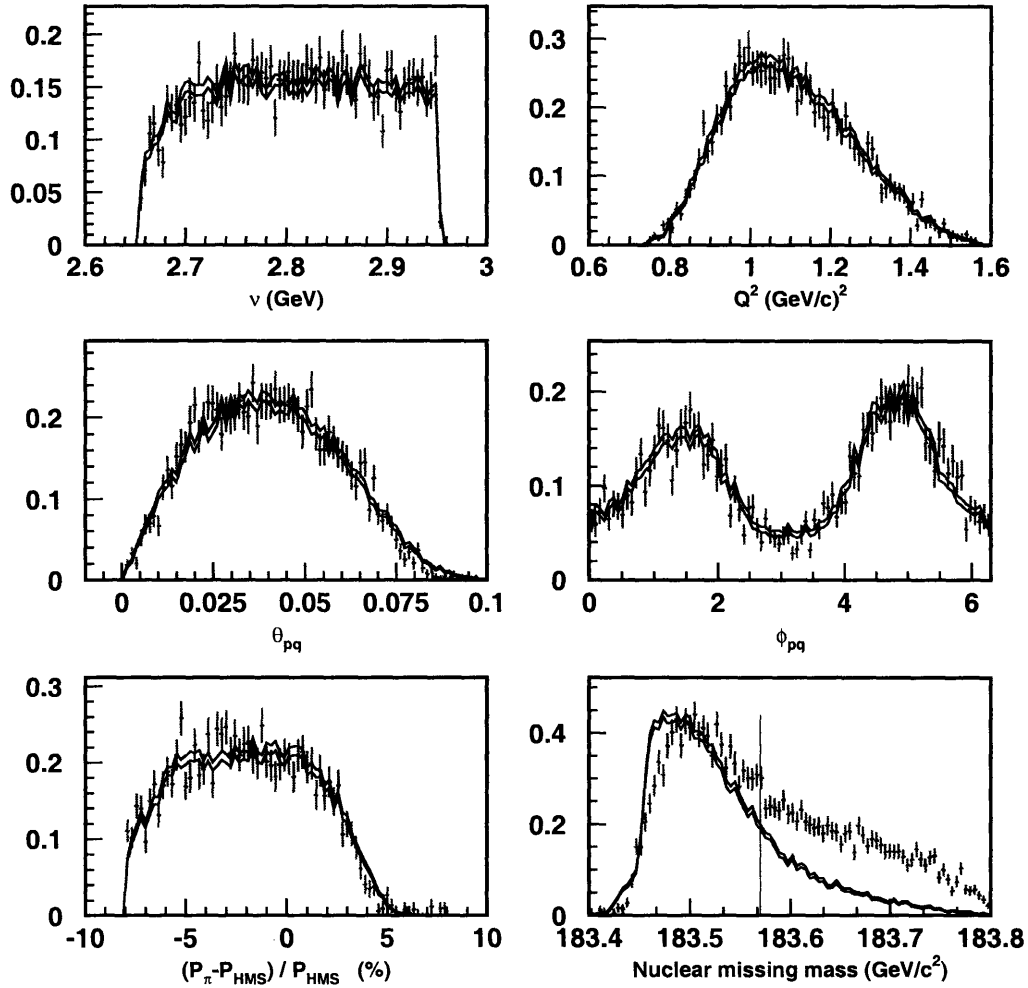 0.2
0.15
0.1
0.05
0
2.6 2.7 2.8 2.9 3
ν (GeV)
0.3
0.2
0.1
0
0.6 0.8 1 1.2 1.4 1.6
Q² (GeV/c)²
0.2
0.1
0
0 0.025 0.05 0.075 0.1
θpq
0.2
0.1
0
0 2 4 6
ϕpq
0.3
0.2
0.1
0
-10 -5 0 5 10
(Pπ-PHMS) / PHMS (%)
0.4
0.2
0
183.4 183.5 183.6 183.7 183.8
Nuclear missing mass (GeV/c²)